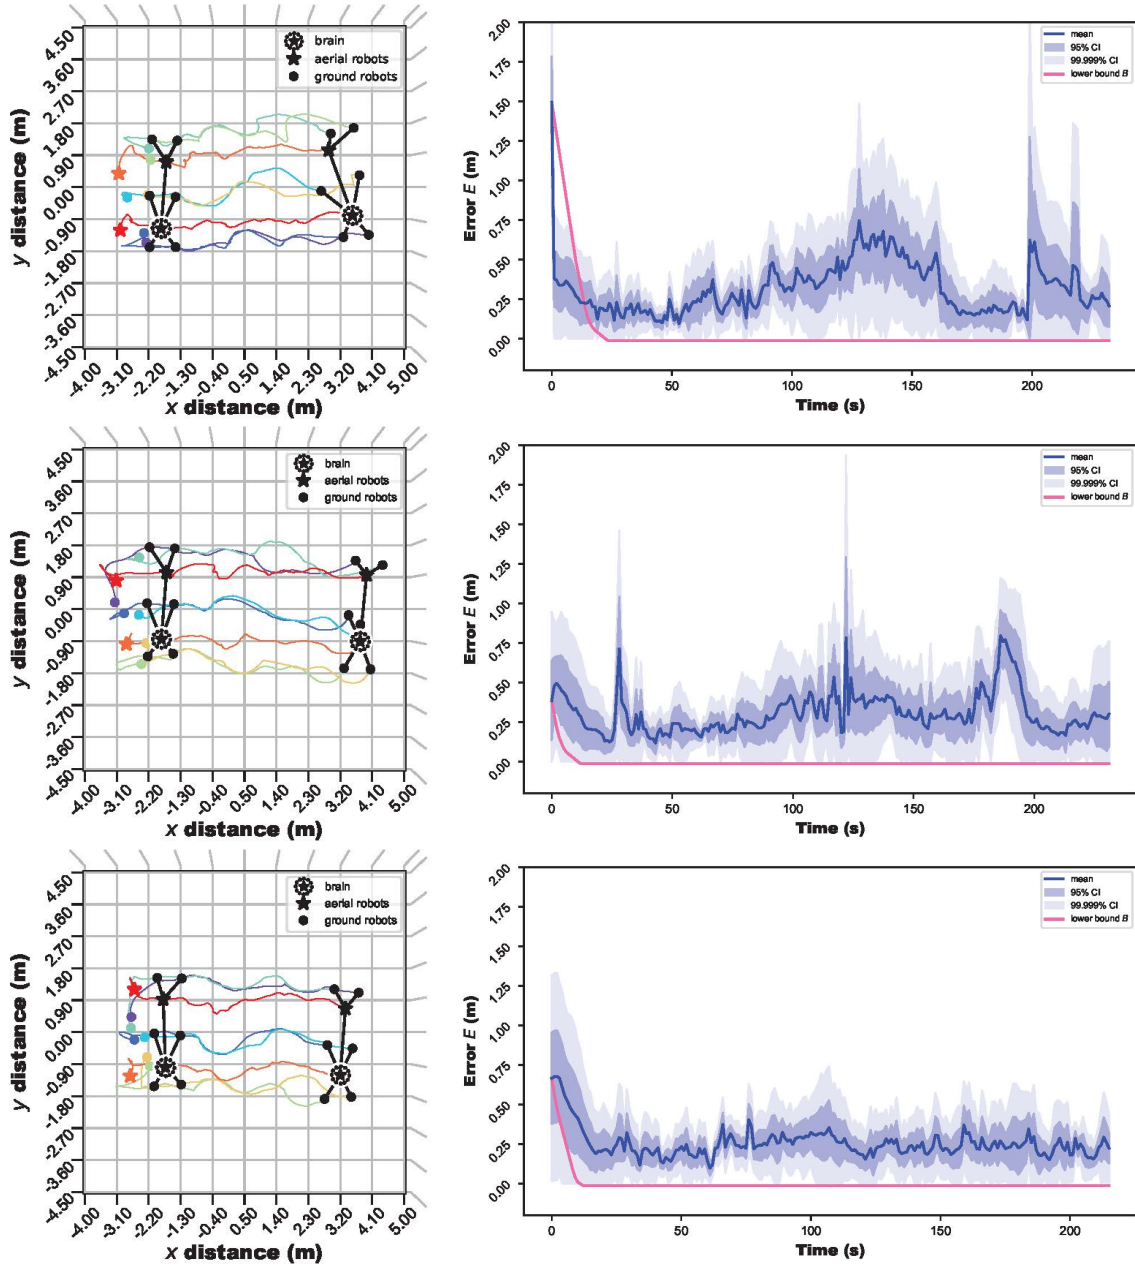 4.50
3.60
2.70
1.80
0.90
0.00
-0.90
-1.80
-2.70
-3.60
-4.50
y distance (m)
brain
aerial robots
ground robots
-4.00 -3.10 -2.20 -1.30 -0.40 0.50 1.40 2.30 3.20 4.10 5.00
x distance (m)
2.00
1.75
1.50
1.25
1.00
0.75
0.50
0.25
0.00
Error E (m)
mean
95% CI
99.999% CI
lower bound B
0 50 100 150 200
Time (s)
4.50
3.60
2.70
1.80
0.90
0.00
-0.90
-1.80
-2.70
-3.60
-4.50
y distance (m)
brain
aerial robots
ground robots
-4.00 -3.10 -2.20 -1.30 -0.40 0.50 1.40 2.30 3.20 4.10 5.00
x distance (m)
2.00
1.75
1.50
1.25
1.00
0.75
0.50
0.25
0.00
Error E (m)
mean
95% CI
99.999% CI
lower bound B
0 50 100 150 200
Time (s)
4.50
3.60
2.70
1.80
0.90
0.00
-0.90
-1.80
-2.70
-3.60
-4.50
y distance (m)
brain
aerial robots
ground robots
-4.00 -3.10 -2.20 -1.30 -0.40 0.50 1.40 2.30 3.20 4.10 5.00
x distance (m)
2.00
1.75
1.50
1.25
1.00
0.75
0.50
0.25
0.00
Error E (m)
mean
95% CI
99.999% CI
lower bound B
0 50 100 150 200
Time (s)